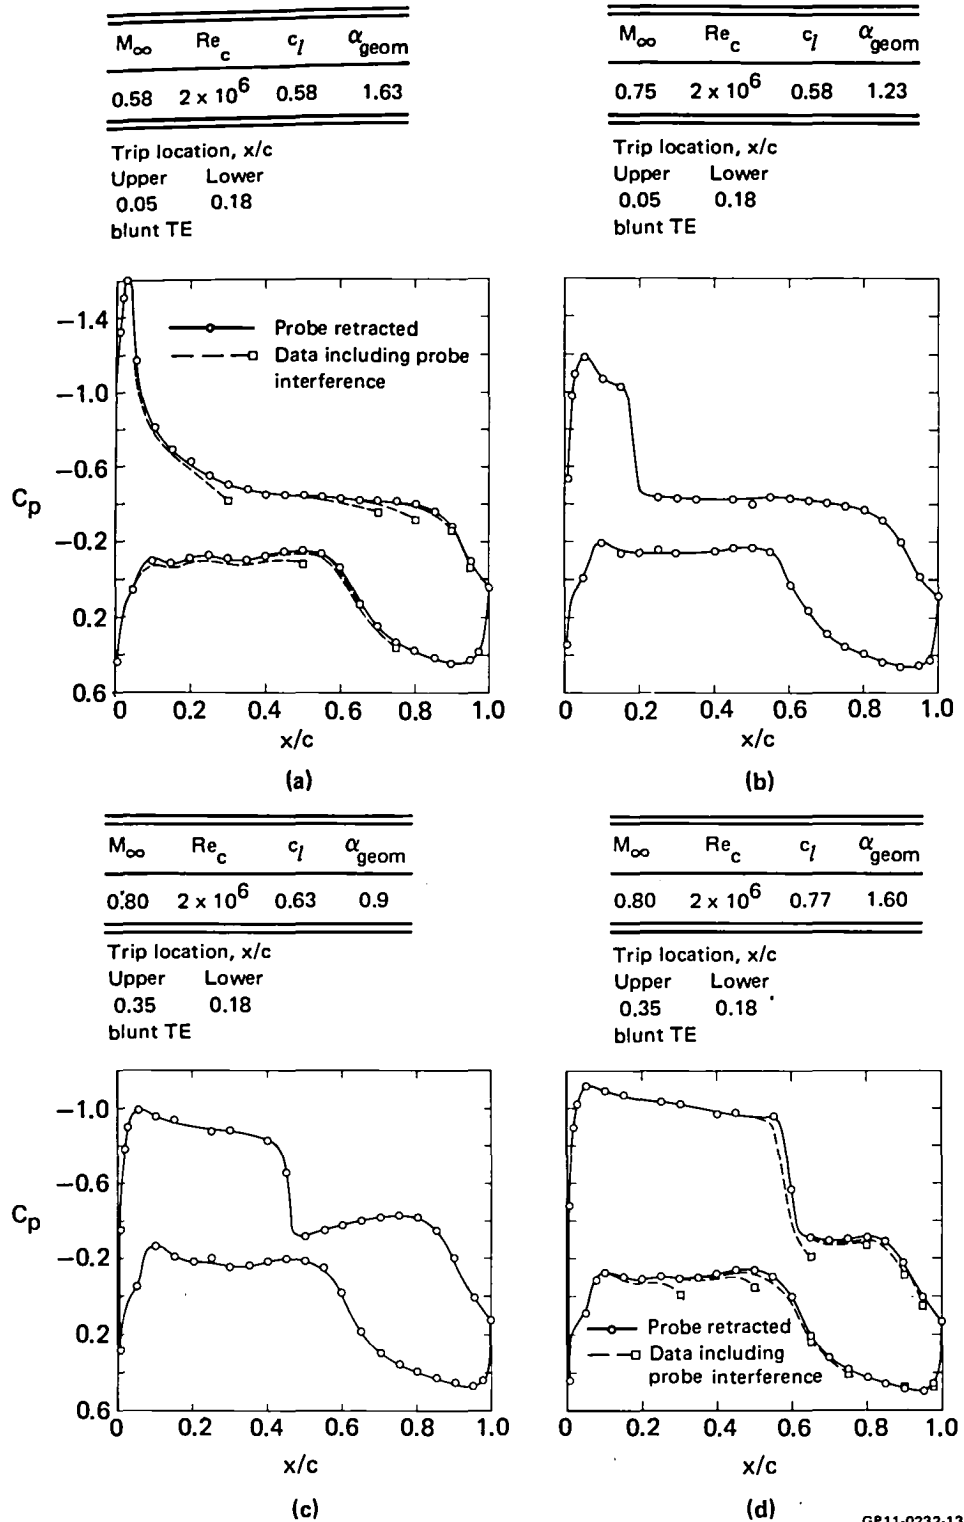 M∞ Re_c c_l α_geom
0.58 2 x 10^6 0.58 1.63
Trip location, x/c
Upper Lower
0.05 0.18
blunt TE
M∞ Re_c c_l α_geom
0.75 2 x 10^6 0.58 1.23
Trip location, x/c
Upper Lower
0.05 0.18
blunt TE
−1.4
−1.0
−0.6
−0.2
0.2
0.6
C_p
Probe retracted
Data including probe
interference
0 0.2 0.4 0.6 0.8 1.0
x/c
(a)
0 0.2 0.4 0.6 0.8 1.0
x/c
(b)
M∞ Re_c c_l α_geom
0.80 2 x 10^6 0.63 0.9
Trip location, x/c
Upper Lower
0.35 0.18
blunt TE
M∞ Re_c c_l α_geom
0.80 2 x 10^6 0.77 1.60
Trip location, x/c
Upper Lower
0.35 0.18
blunt TE
−1.0
−0.6
−0.2
0.2
0.6
C_p
0 0.2 0.4 0.6 0.8 1.0
x/c
(c)
Probe retracted
Data including
probe interference
0 0.2 0.4 0.6 0.8 1.0
x/c
(d)
GP11-0232-13